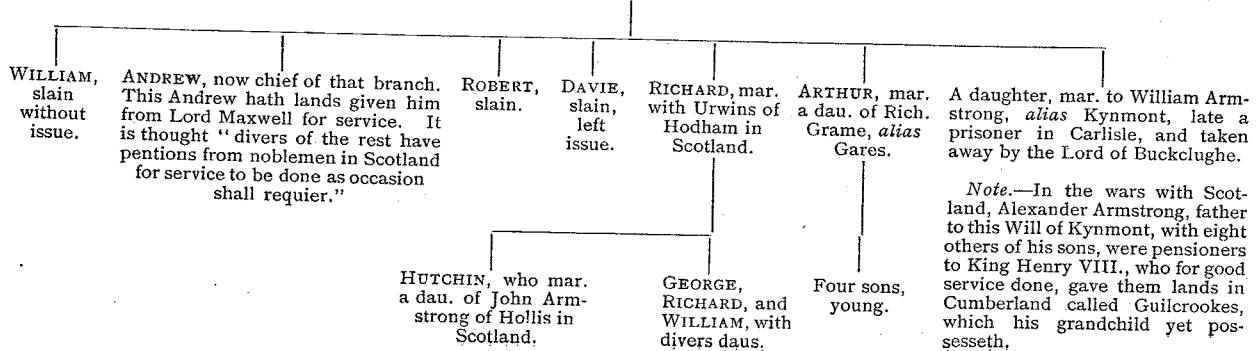 WILLIAM,
slain
without
issue.
ANDREW, now chief of that branch.
This Andrew hath lands given him
from Lord Maxwell for service. It
is thought "divers of the rest have
pentions from noblemen in Scotland
for service to be done as occasion
shall requier."
ROBERT,
slain.
DAVIE,
slain,
left
issue.
RICHARD, mar.
with Urwins of
Hodham in
Scotland.
ARTHUR, mar.
a dau. of Rich.
Grame, alias
Gares.
A daughter, mar. to William Arm-
strong, alias Kynmont, late a
prisoner in Carlisle, and taken
away by the Lord of Buckclughe.
Note.—In the wars with Scot-
land, Alexander Armstrong, father
to this Will of Kynmont, with eight
others of his sons, were pensioners
to King Henry VIII., who for good
service done, gave them lands in
Cumberland called Guilcrookes,
which his grandchild yet pos-
sesseth.
HUTCHIN, who mar.
a dau. of John Arm-
strong of Hollis in
Scotland.
GEORGE,
RICHARD, and
WILLIAM, with
divers daus.
Four sons,
young.